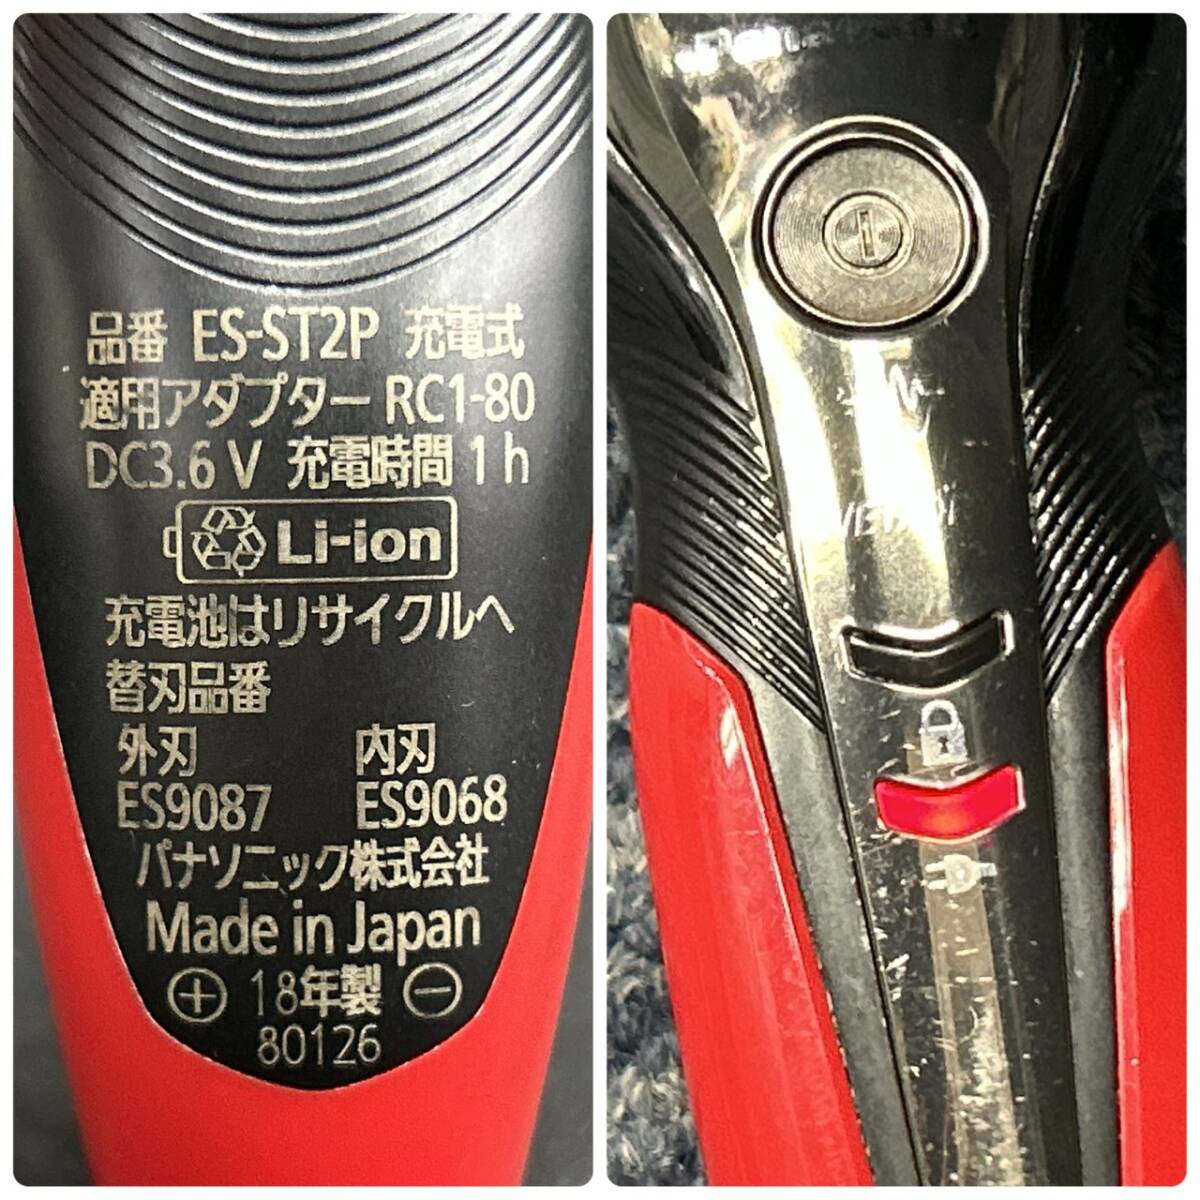 品番 ES-ST2P 充電式
適用アダプター RC1-80
DC3.6 V 充電時間 1 h
Li-ion
充電池はリサイクルへ
替刃品番
外刃 内刃
ES9087 ES9068
パナソニック株式会社
Made in Japan
18年製
80126